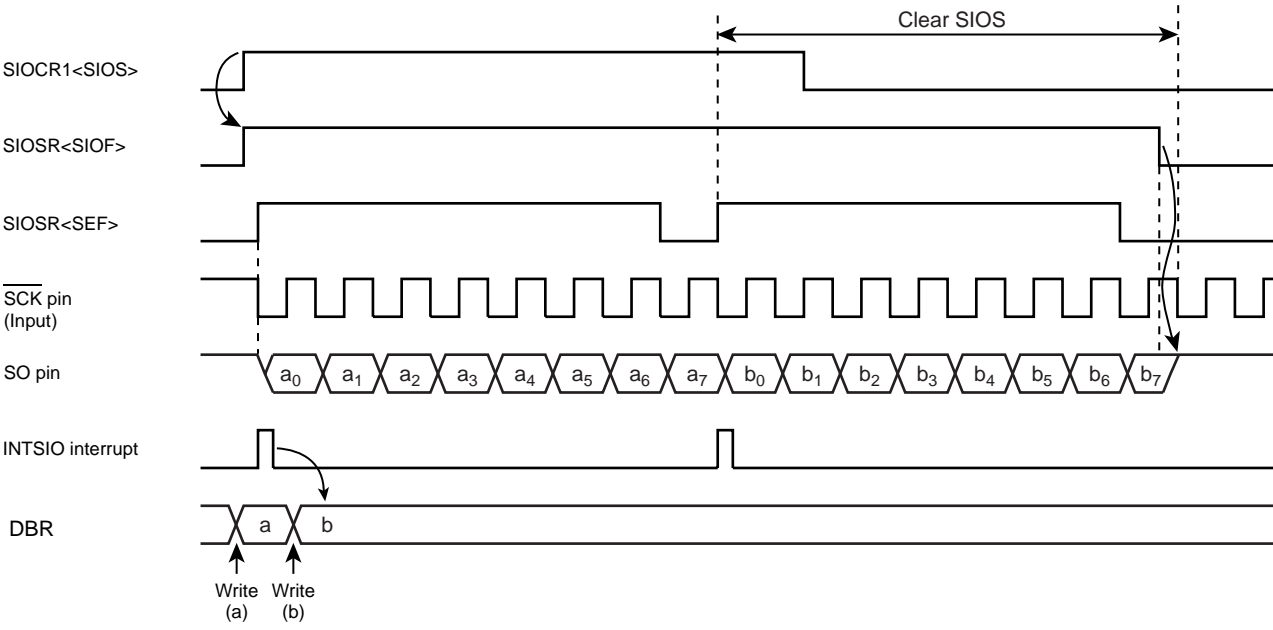 Clear SIOS
SIOCR1<SIOS>
SIOSR<SIOF>
SIOSR<SEF>
SCK pin
(Input)
SO pin
a0 a1 a2 a3 a4 a5 a6 a7 b0 b1 b2 b3 b4 b5 b6 b7
INTSIO interrupt
DBR
a b
Write Write
(a) (b)